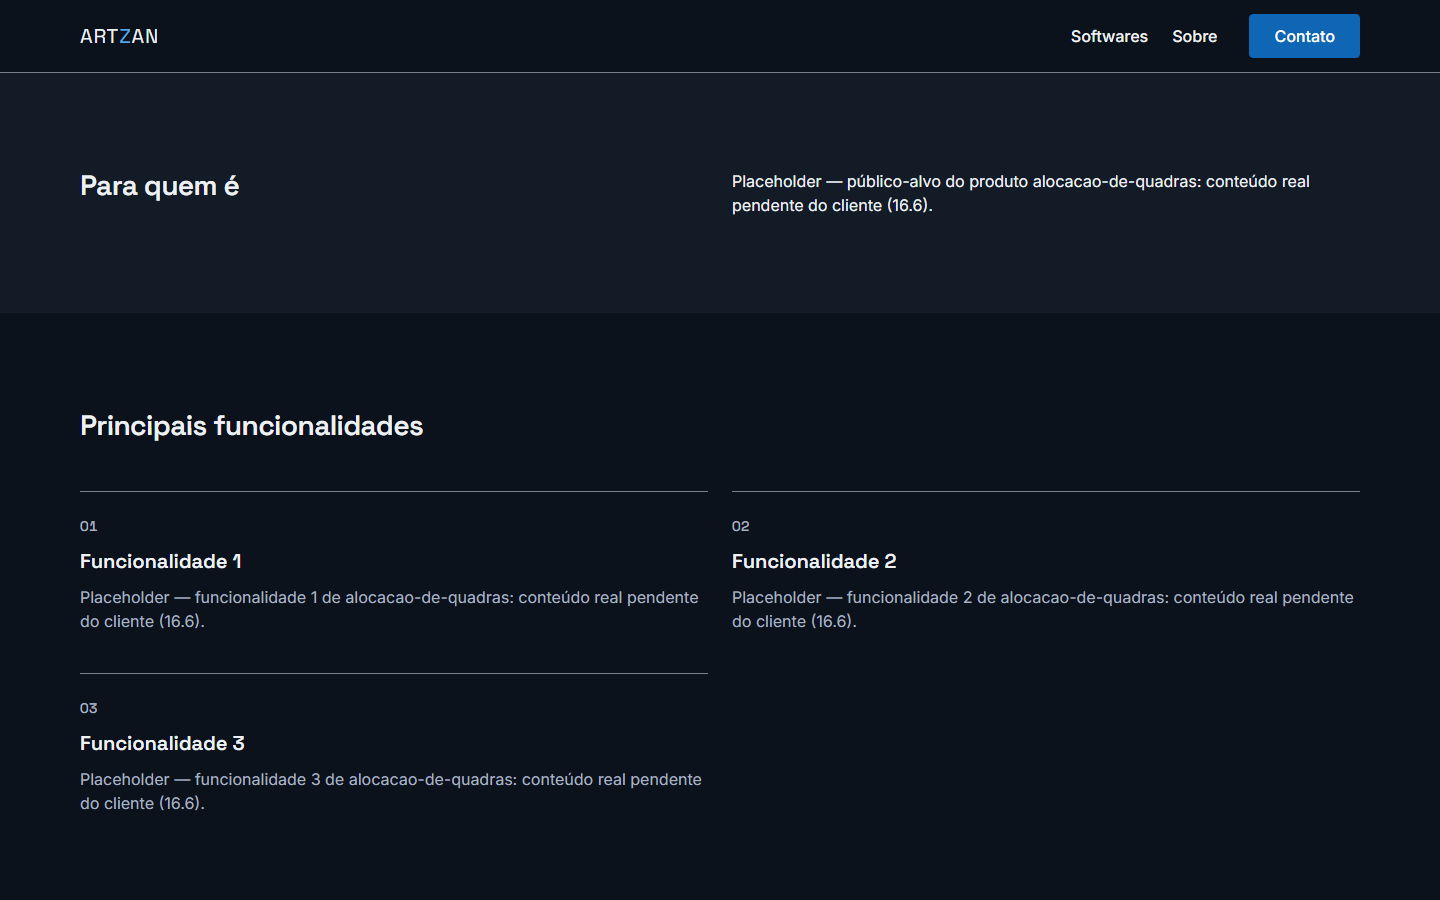 ARTZAN
Softwares
Sobre
Contato
Para quem é
Placeholder — público-alvo do produto alocacao-de-quadras: conteúdo real
pendente do cliente (16.6).
Principais funcionalidades
01
Funcionalidade 1
Placeholder — funcionalidade 1 de alocacao-de-quadras: conteúdo real pendente
do cliente (16.6).
02
Funcionalidade 2
Placeholder — funcionalidade 2 de alocacao-de-quadras: conteúdo real pendente
do cliente (16.6).
03
Funcionalidade 3
Placeholder — funcionalidade 3 de alocacao-de-quadras: conteúdo real pendente
do cliente (16.6).